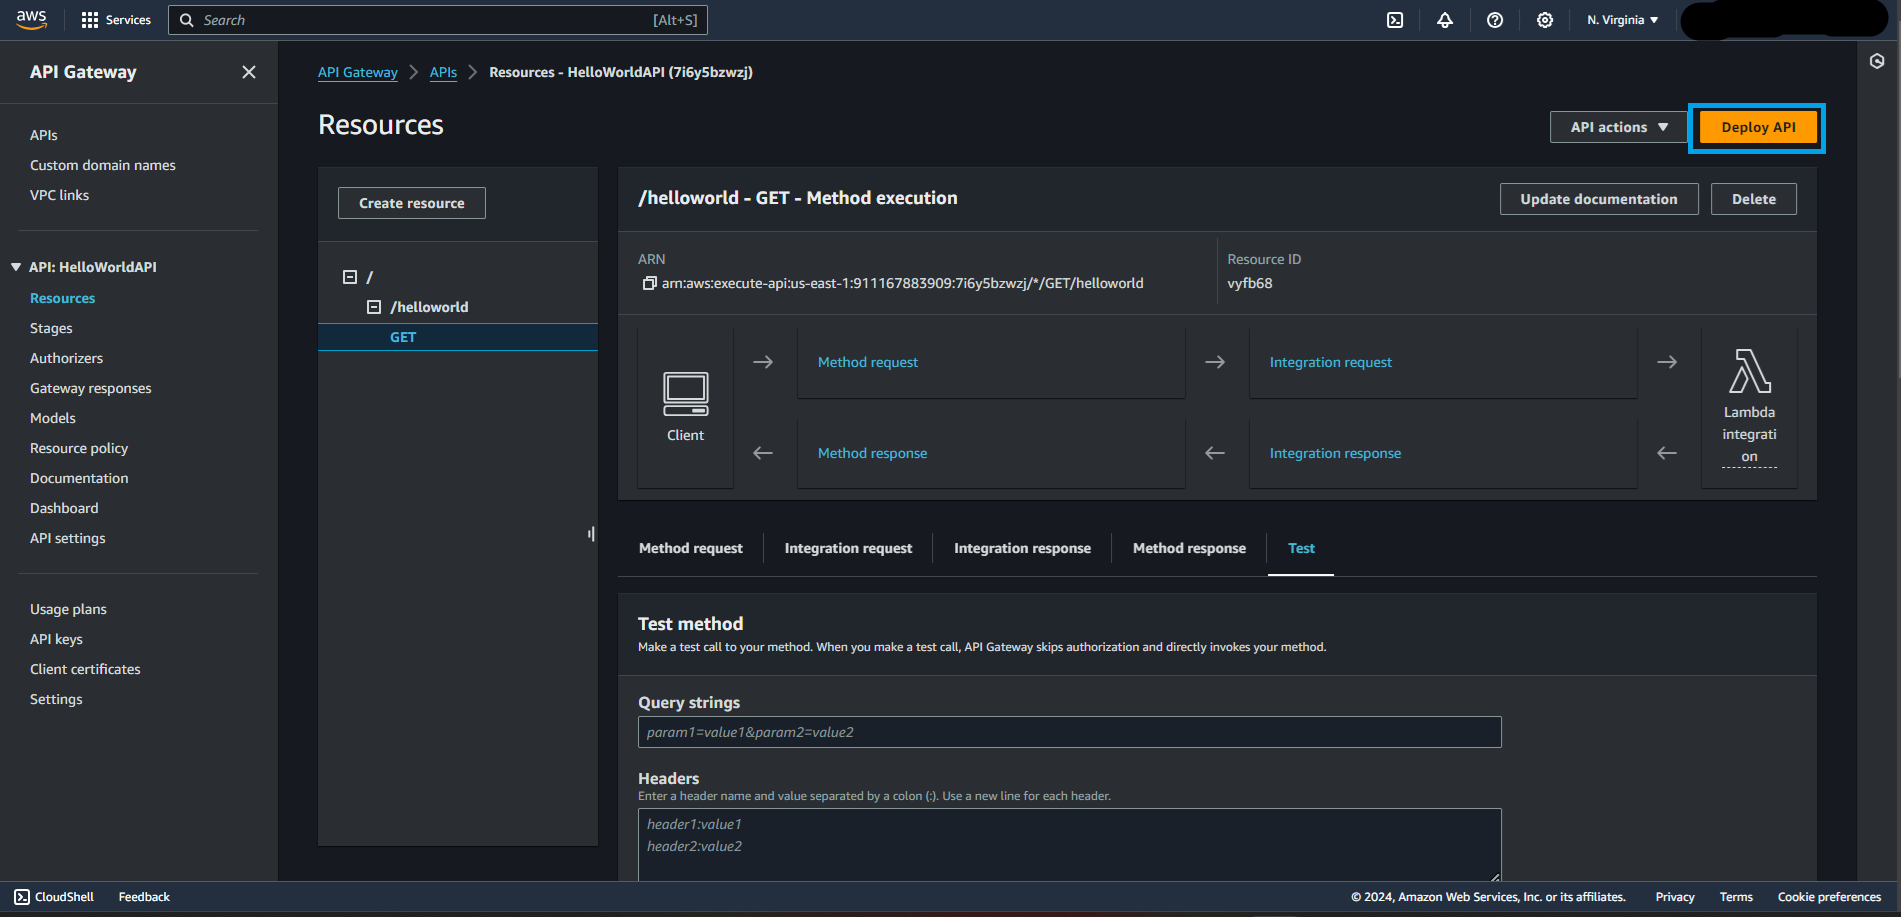 aws
Services
Search [Alt+S]
N. Virginia
API Gateway
API Gateway APIs Resources - HelloWorldAPI (7i6y5bzwzj)
Resources
API actions
Deploy API
APIs
Custom domain names
VPC links
API: HelloWorldAPI
Resources
Stages
Authorizers
Gateway responses
Models
Resource policy
Documentation
Dashboard
API settings
Usage plans
API keys
Client certificates
Settings
Create resource
/
/helloworld
GET
/helloworld - GET - Method execution
Update documentation
Delete
ARN
arn:aws:execute-api:us-east-1:911167883909:7i6y5bzwzj/*/GET/helloworld
Resource ID
vyfb68
Client
Method request
Integration request
Method response
Integration response
Lambda
integrati
on
Method request
Integration request
Integration response
Method response
Test
Test method
Make a test call to your method. When you make a test call, API Gateway skips authorization and directly invokes your method.
Query strings
param1=value1&param2=value2
Headers
Enter a header name and value separated by a colon (:). Use a new line for each header.
header1:value1
header2:value2
CloudShell
Feedback
© 2024, Amazon Web Services, Inc. or its affiliates.
Privacy
Terms
Cookie preferences